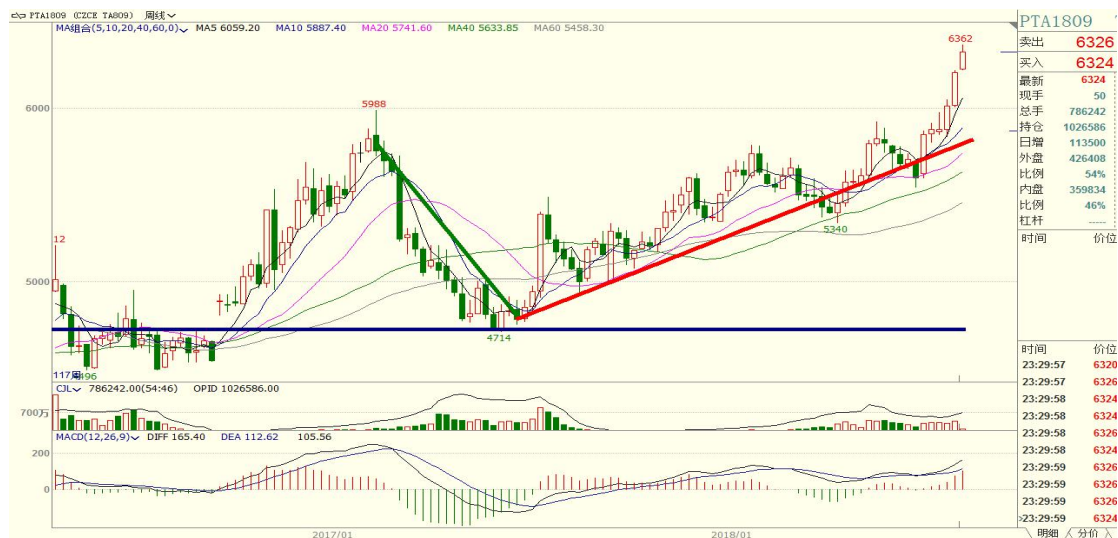 PTA1809 (CZCE TA809) 周线
MA组合(5,10,20,40,60,0) MA5 6059.20 MA10 5887.40 MA20 5741.60 MA40 5633.85 MA60 5458.30
6362
6000
5988
12
5340
5000
4714
117周
4496
CJL 786242.00(54:46) OPID 1026586.00
700万
MACD(12,26,9) DIFF 165.40 DEA 112.62 105.56
200
0
2017/01
2018/01
PTA1809
卖出 6326
买入 6324
最新 6324
现手 50
总手 786242
持仓 1026586
日增 113500
外盘 426408
比例 54%
内盘 359834
比例 46%
杠杆 -----
时间 价位
时间 价位
23:29:57 6320
23:29:57 6326
23:29:58 6324
23:29:58 6324
23:29:58 6326
23:29:58 6324
23:29:59 6326
23:29:59 6326
23:29:59 6326
>23:29:59 6324
明细 分价